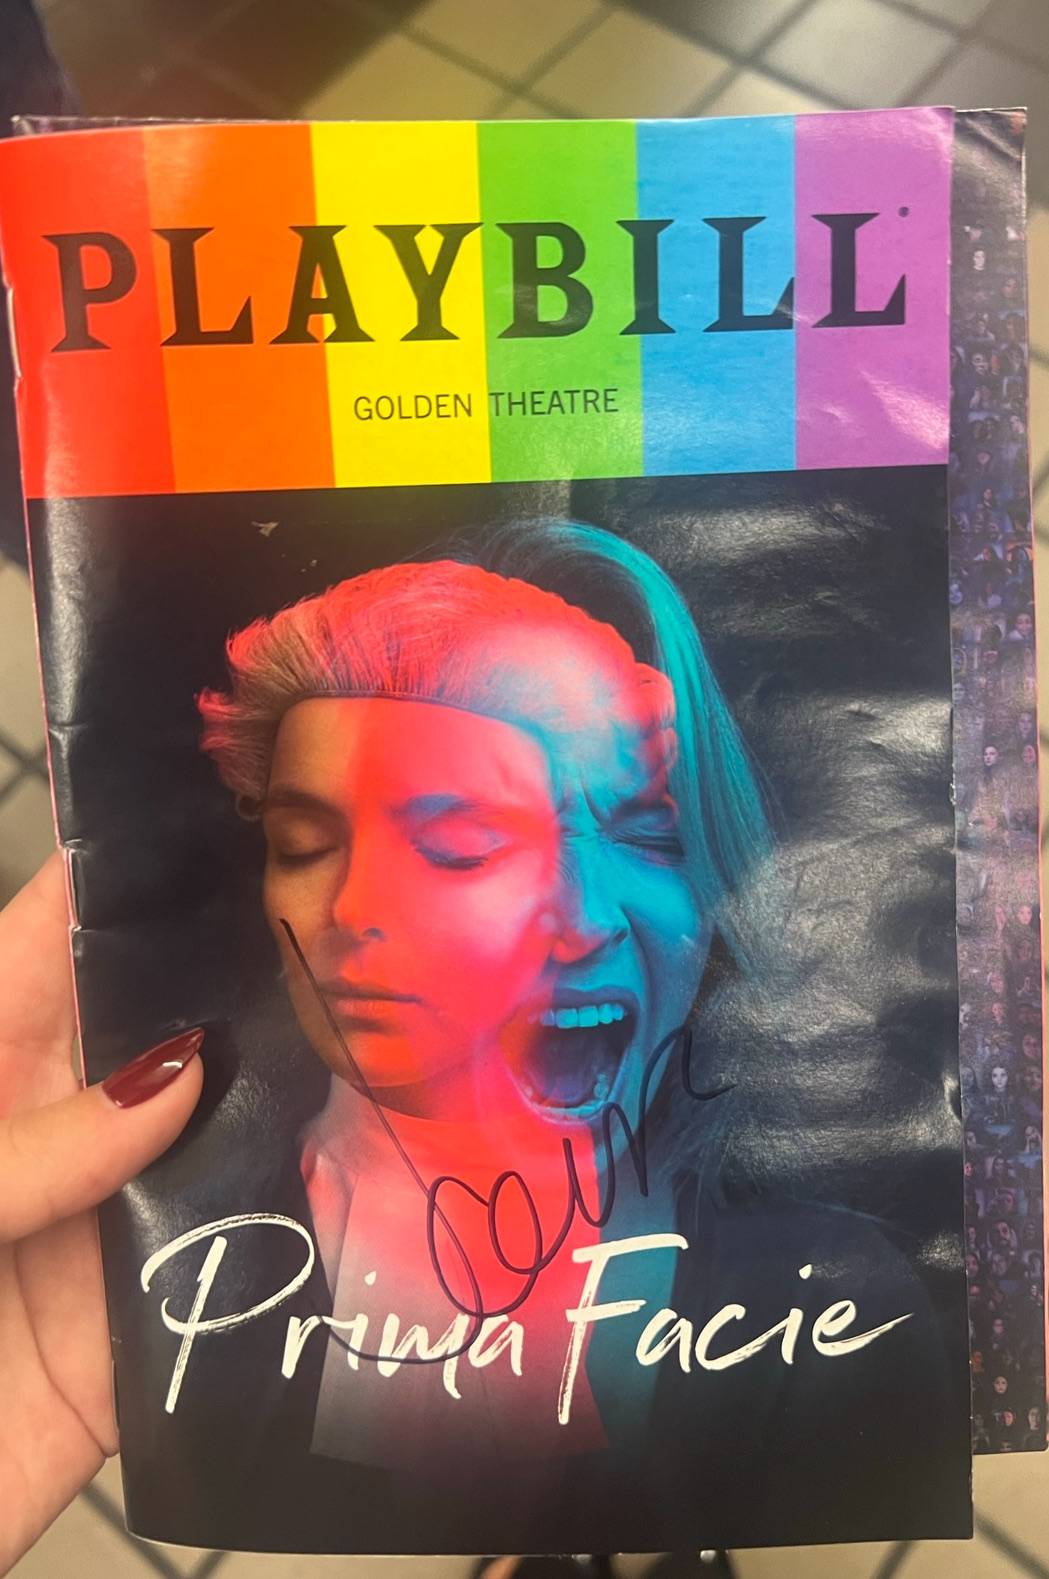 PLAYBILL
GOLDEN THEATRE
Prima Facie